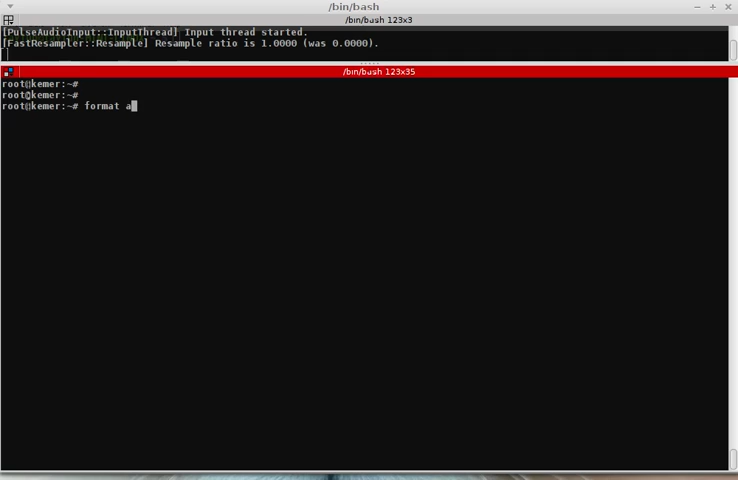 /bin/bash
/bin/bash 123x3
[PulseAudioInput::InputThread] Input thread started.
[FastResampler::Resample] Resample ratio is 1.0000 (was 0.0000).
/bin/bash 123x35
root@kemer:~#
root@kemer:~#
root@kemer:~# format a